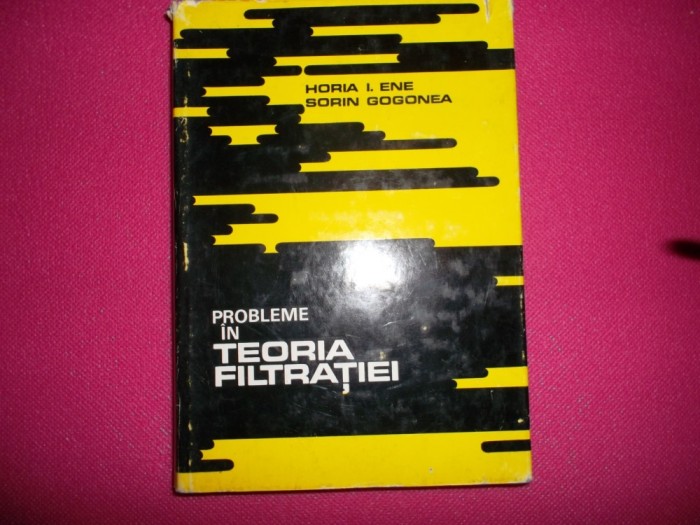 HORIA I. ENE
SORIN GOGONEA
PROBLEME
ÎN
TEORIA
FILTRAȚIEI